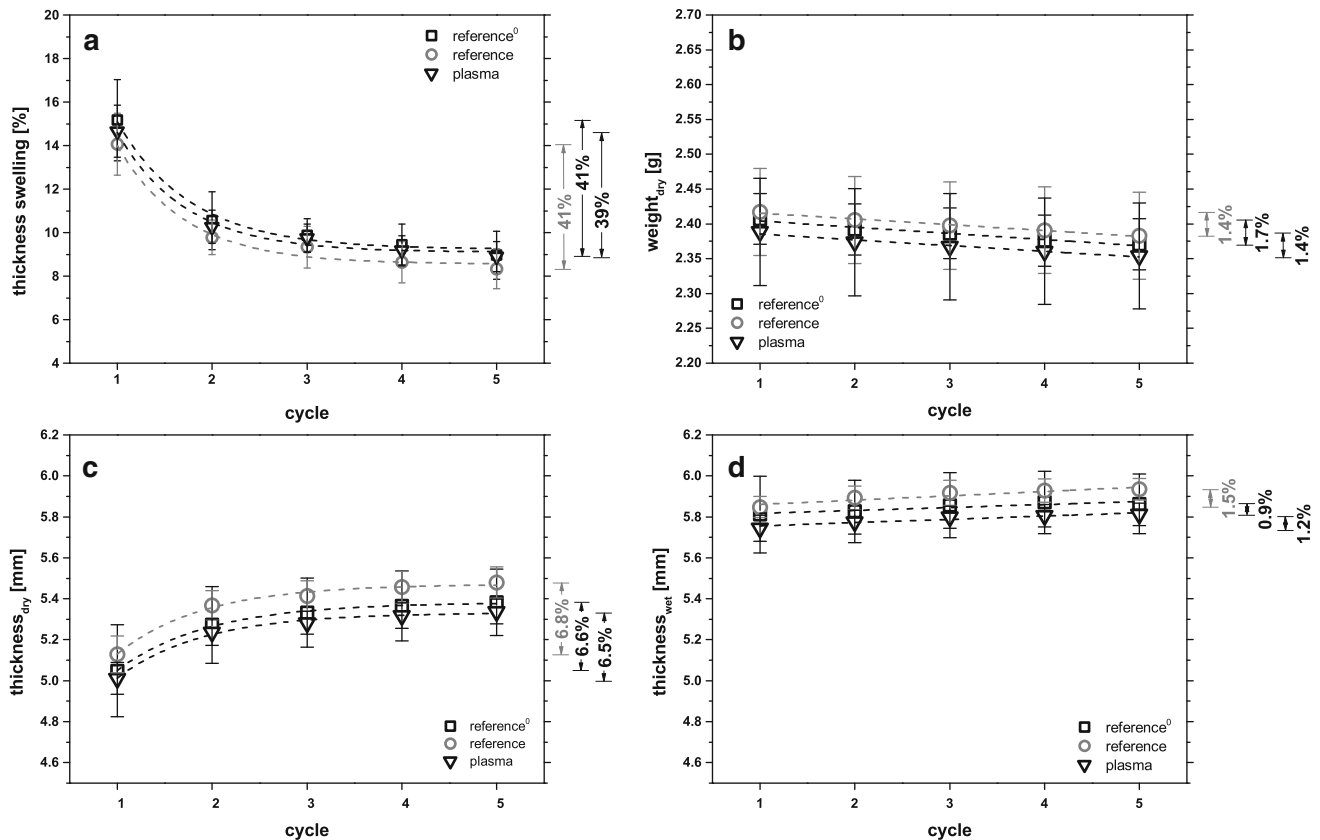 a
reference0
reference
plasma
20
18
16
14
12
10
8
6
4
thickness swelling [%]
1 2 3 4 5
cycle
41%
41%
39%
b
2.70
2.65
2.60
2.55
2.50
2.45
2.40
2.35
2.30
2.25
2.20
weightdry [g]
reference0
reference
plasma
1 2 3 4 5
cycle
1.4%
1.7%
1.4%
c
6.2
6.0
5.8
5.6
5.4
5.2
5.0
4.8
4.6
thicknessdry [mm]
reference0
reference
plasma
1 2 3 4 5
cycle
6.8%
6.6%
6.5%
d
6.2
6.0
5.8
5.6
5.4
5.2
5.0
4.8
4.6
thicknesswet [mm]
reference0
reference
plasma
1 2 3 4 5
cycle
1.5%
0.9%
1.2%